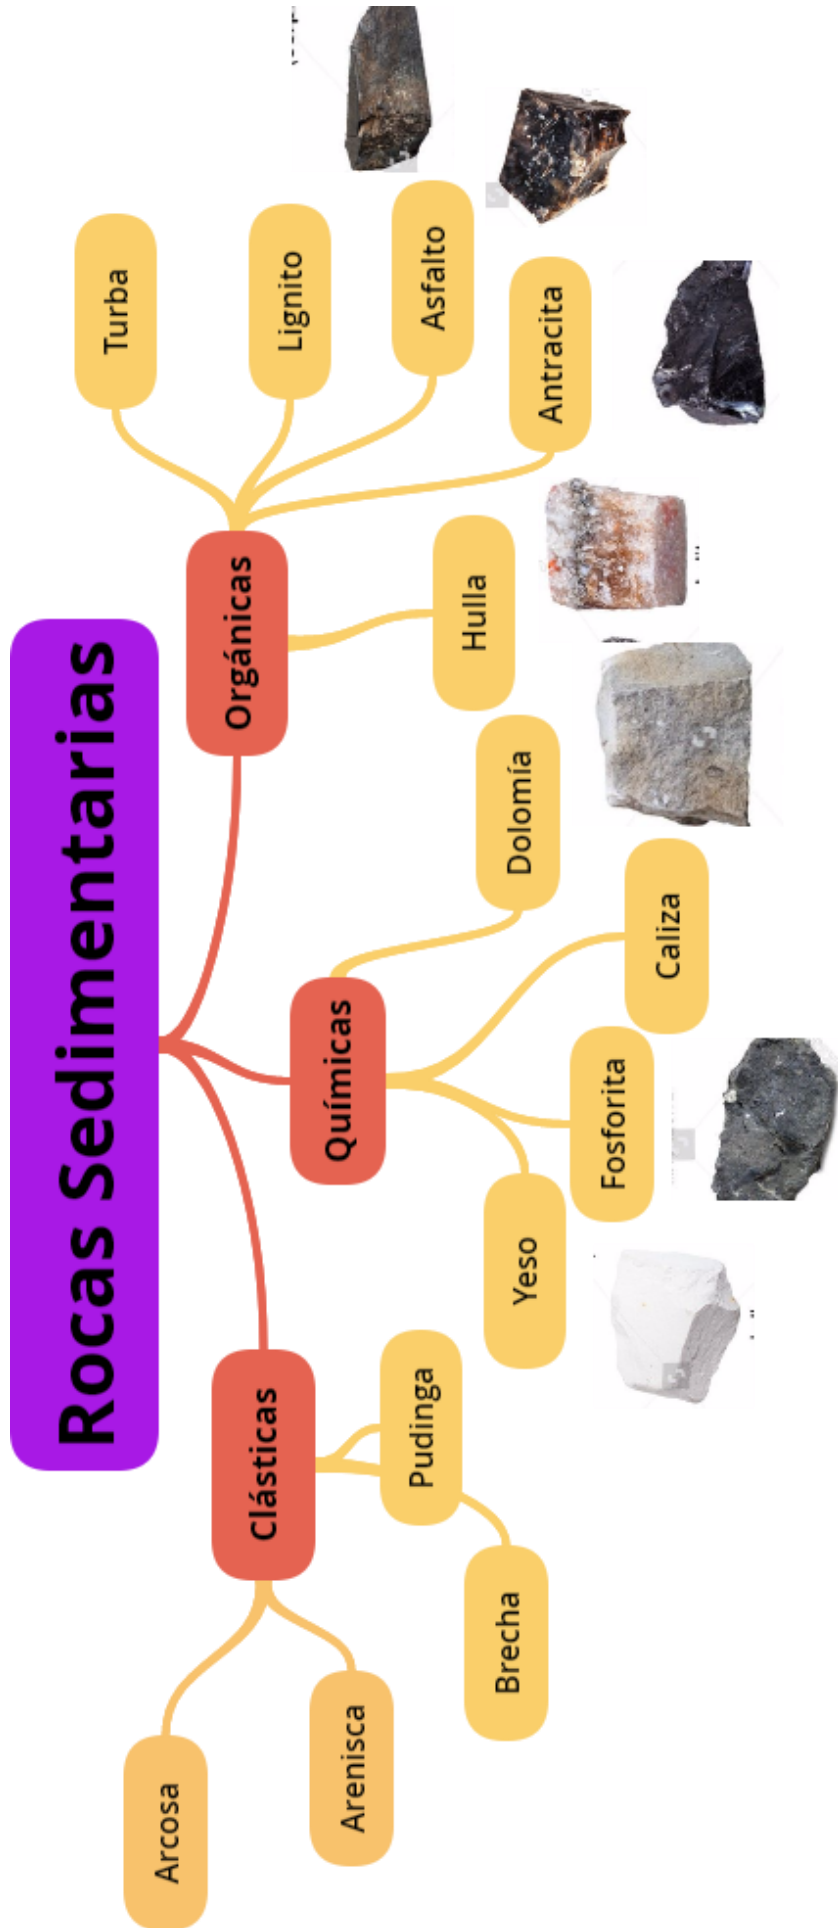 Rocas Sedimentarias
Clásticas
Químicas
Orgánicas
Arcosa
Arenisca
Brecha
Pudinga
Yeso
Fosforita
Caliza
Dolomía
Hulla
Antracita
Asfalto
Lignito
Turba